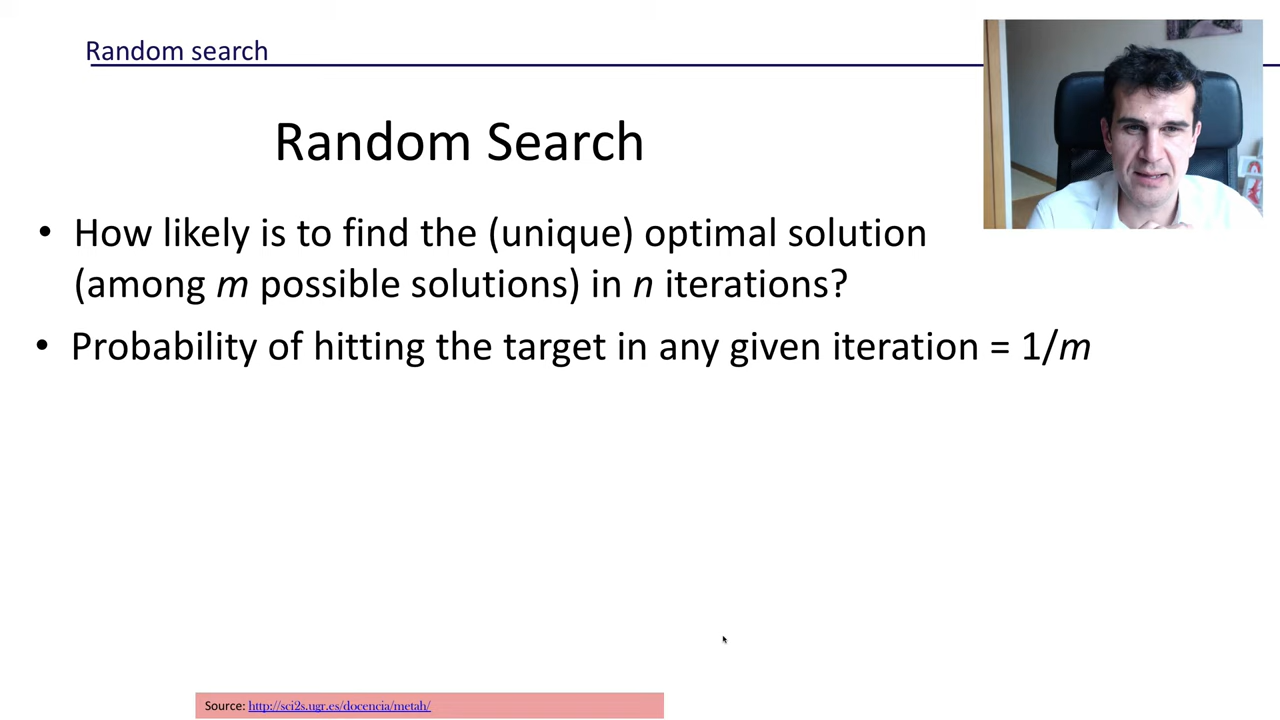 Random search
Random Search
• How likely is to find the (unique) optimal solution
(among m possible solutions) in n iterations?
• Probability of hitting the target in any given iteration = 1/m
Source: http://sci2s.ugr.es/docencia/metah/